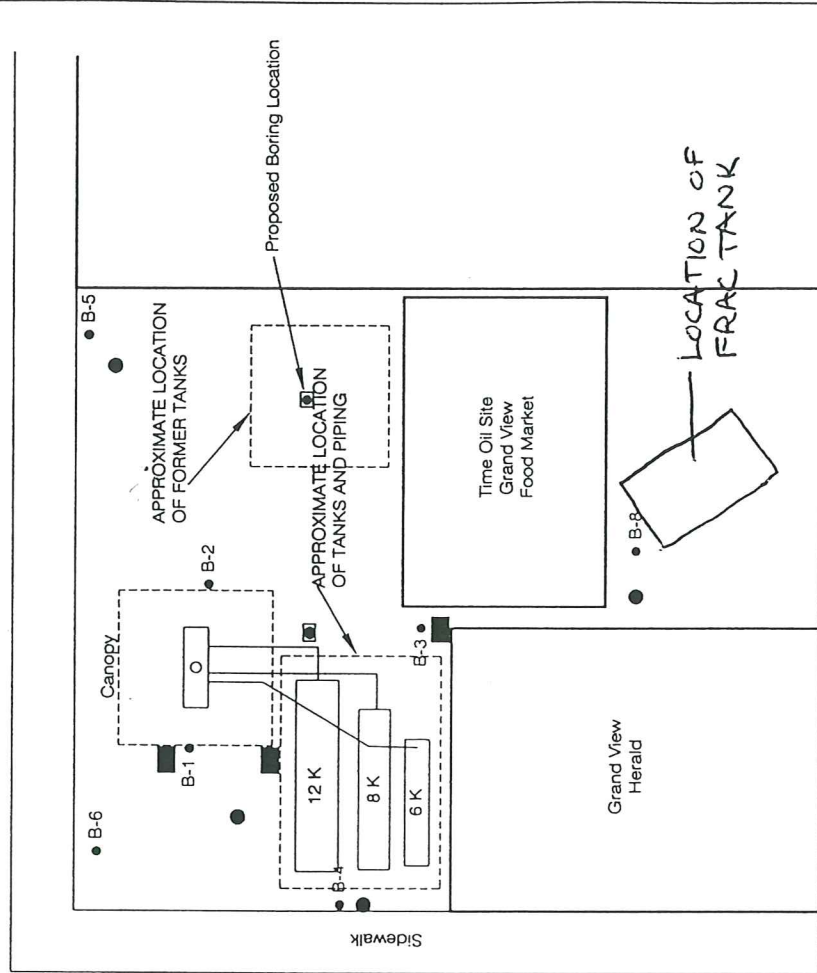 B-5
Proposed Boring Location
APPROXIMATE LOCATION
OF FORMER TANKS
APPROXIMATE LOCATION
OF TANKS AND PIPING
LOCATION OF
FRAC TANK
B-2
Canopy
Time Oil Site
Grand View
Food Market
B-8
B-3
B-1
B-6
12 K
8 K
6 K
B-4
Grand View
Herald
Sidewalk